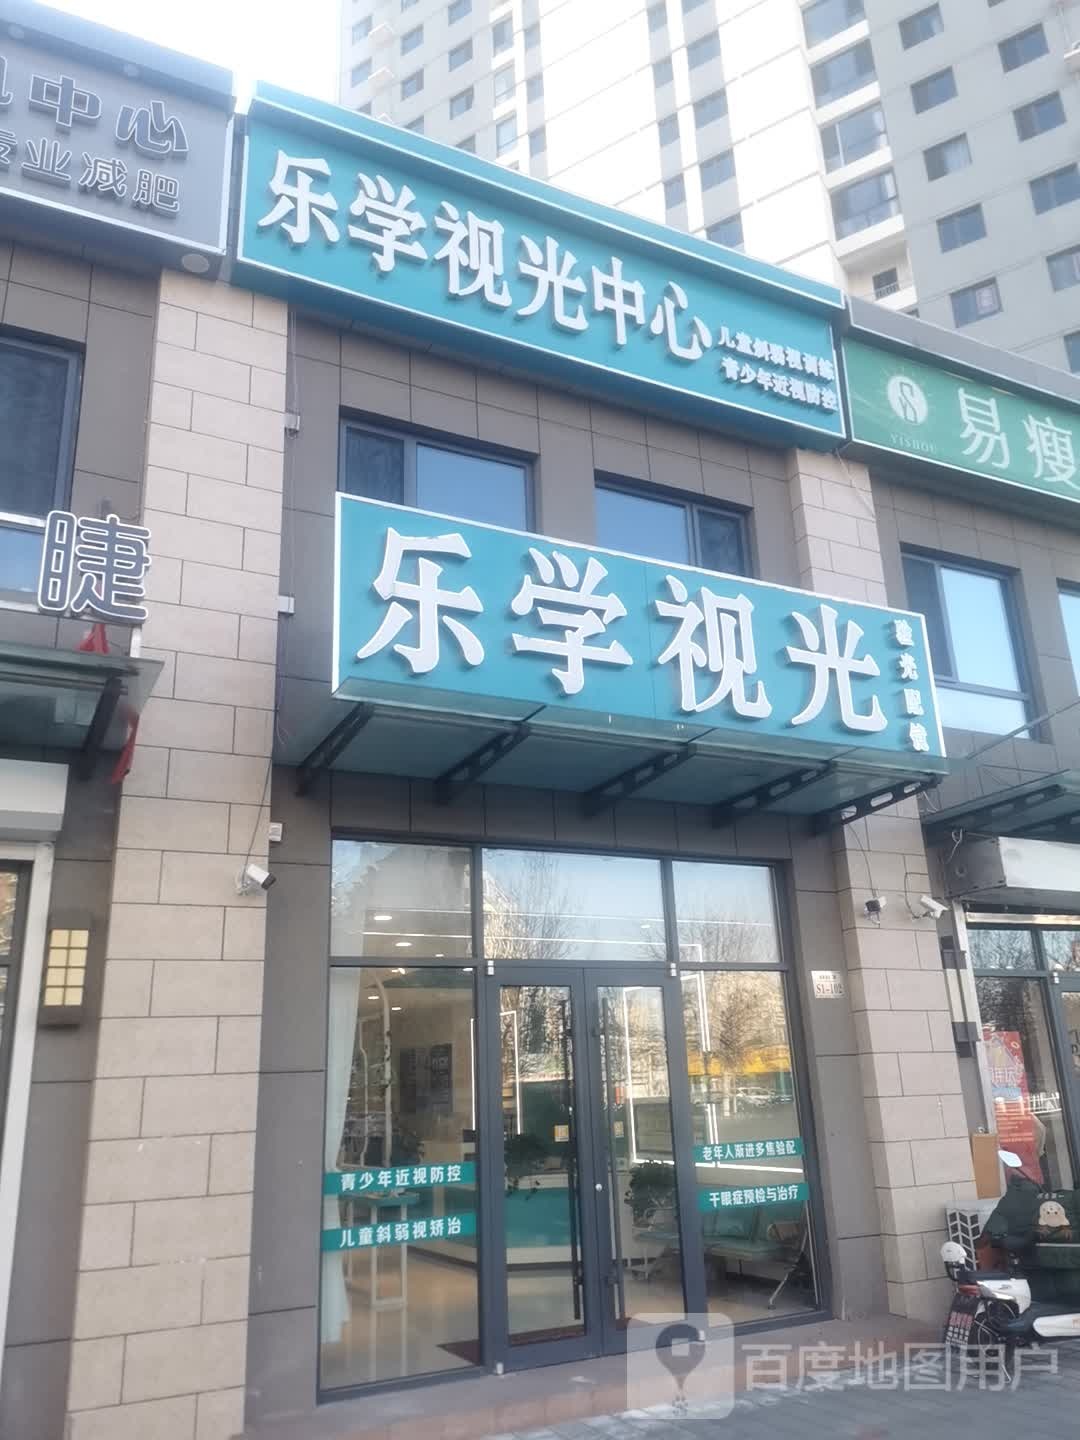 中心
专业减肥
乐学视光中心
儿童斜弱视训练
青少年近视防控
YISHOU
易瘦
睫
乐学视光
验光配镜
S1-102
青少年近视防控
儿童斜弱视矫治
老年人渐进多焦验配
干眼症预检与治疗
百度地图用户